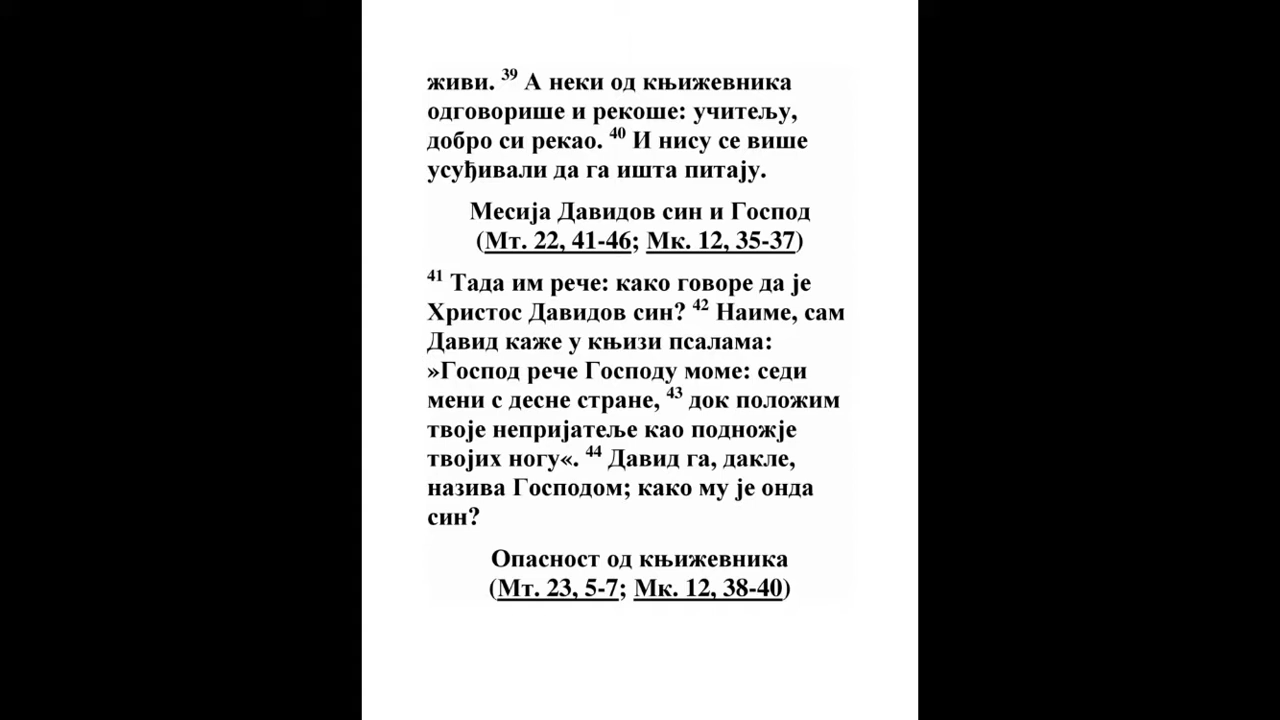 живи. 39 А неки од књижевника
одговорише и рекоше: учитељу,
добро си рекао. 40 И нису се више
усуђивали да га ишта питају.
Месија Давидов син и Господ
(Мт. 22, 41-46; Мк. 12, 35-37)
41 Тада им рече: како говоре да је
Христос Давидов син? 42 Наиме, сам
Давид каже у књизи псалама:
»Господ рече Господу моме: седи
мени с десне стране, 43 док положим
твоје непријатеље као подножје
твојих ногу«. 44 Давид га, дакле,
назива Господом; како му је онда
син?
Опасност од књижевника
(Мт. 23, 5-7; Мк. 12, 38-40)